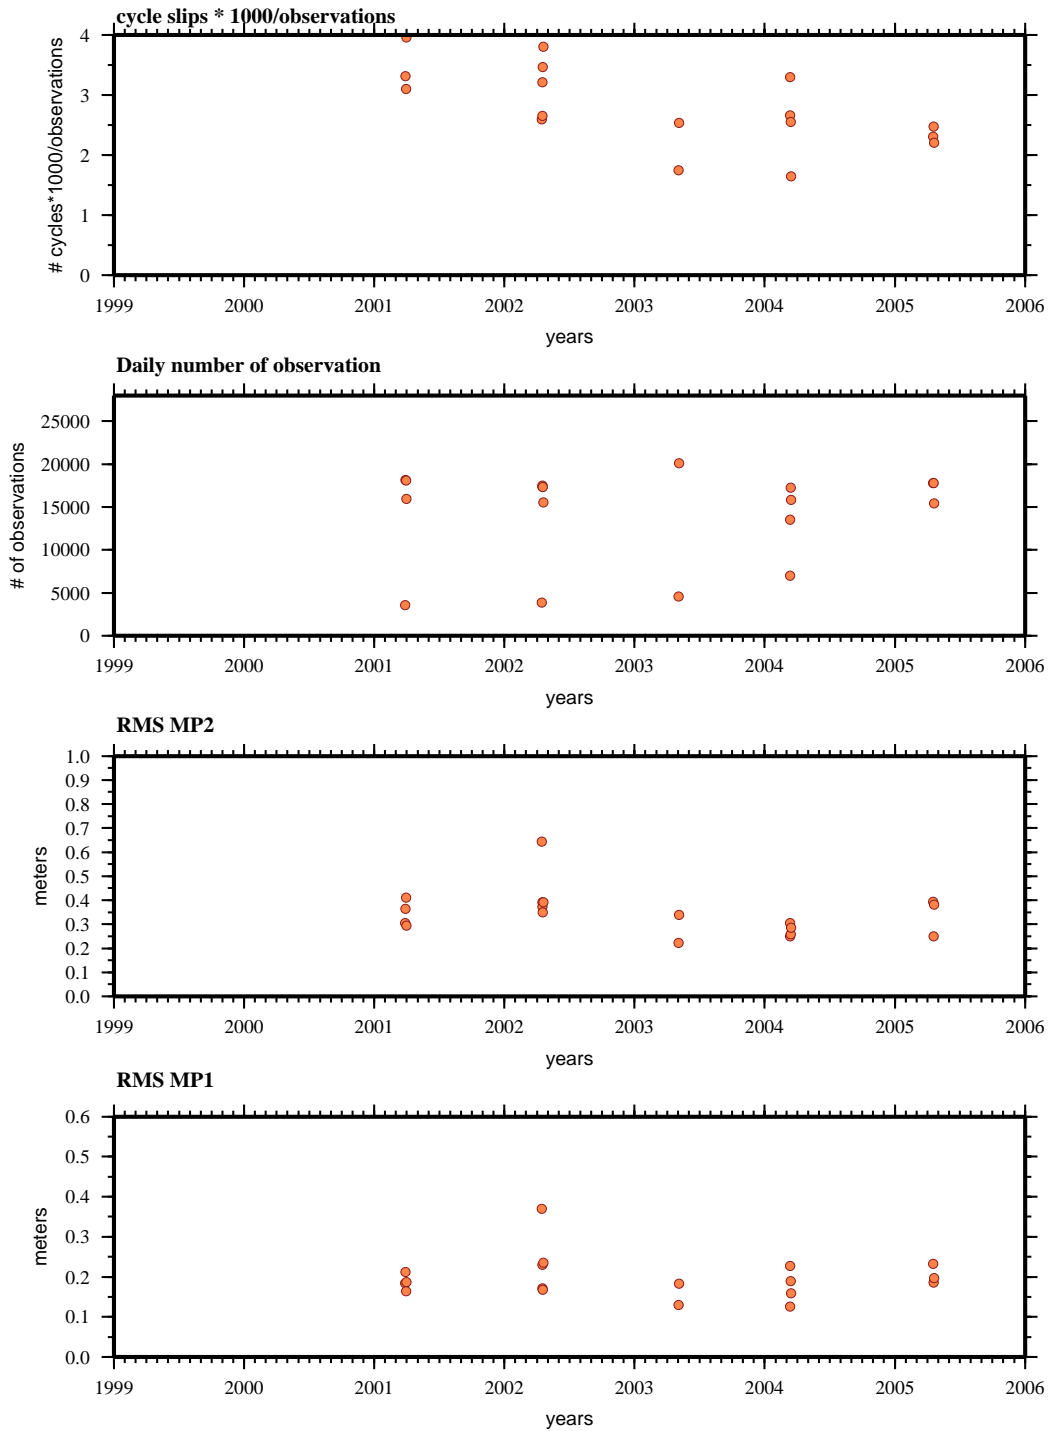 cycle slips * 1000/observations
4
3
2
1
0
# cycles*1000/observations
1999 2000 2001 2002 2003 2004 2005 2006
years
Daily number of observation
25000
20000
15000
10000
5000
0
# of observations
1999 2000 2001 2002 2003 2004 2005 2006
years
RMS MP2
1.0
0.9
0.8
0.7
0.6
0.5
0.4
0.3
0.2
0.1
0.0
meters
1999 2000 2001 2002 2003 2004 2005 2006
years
RMS MP1
0.6
0.5
0.4
0.3
0.2
0.1
0.0
meters
1999 2000 2001 2002 2003 2004 2005 2006
years